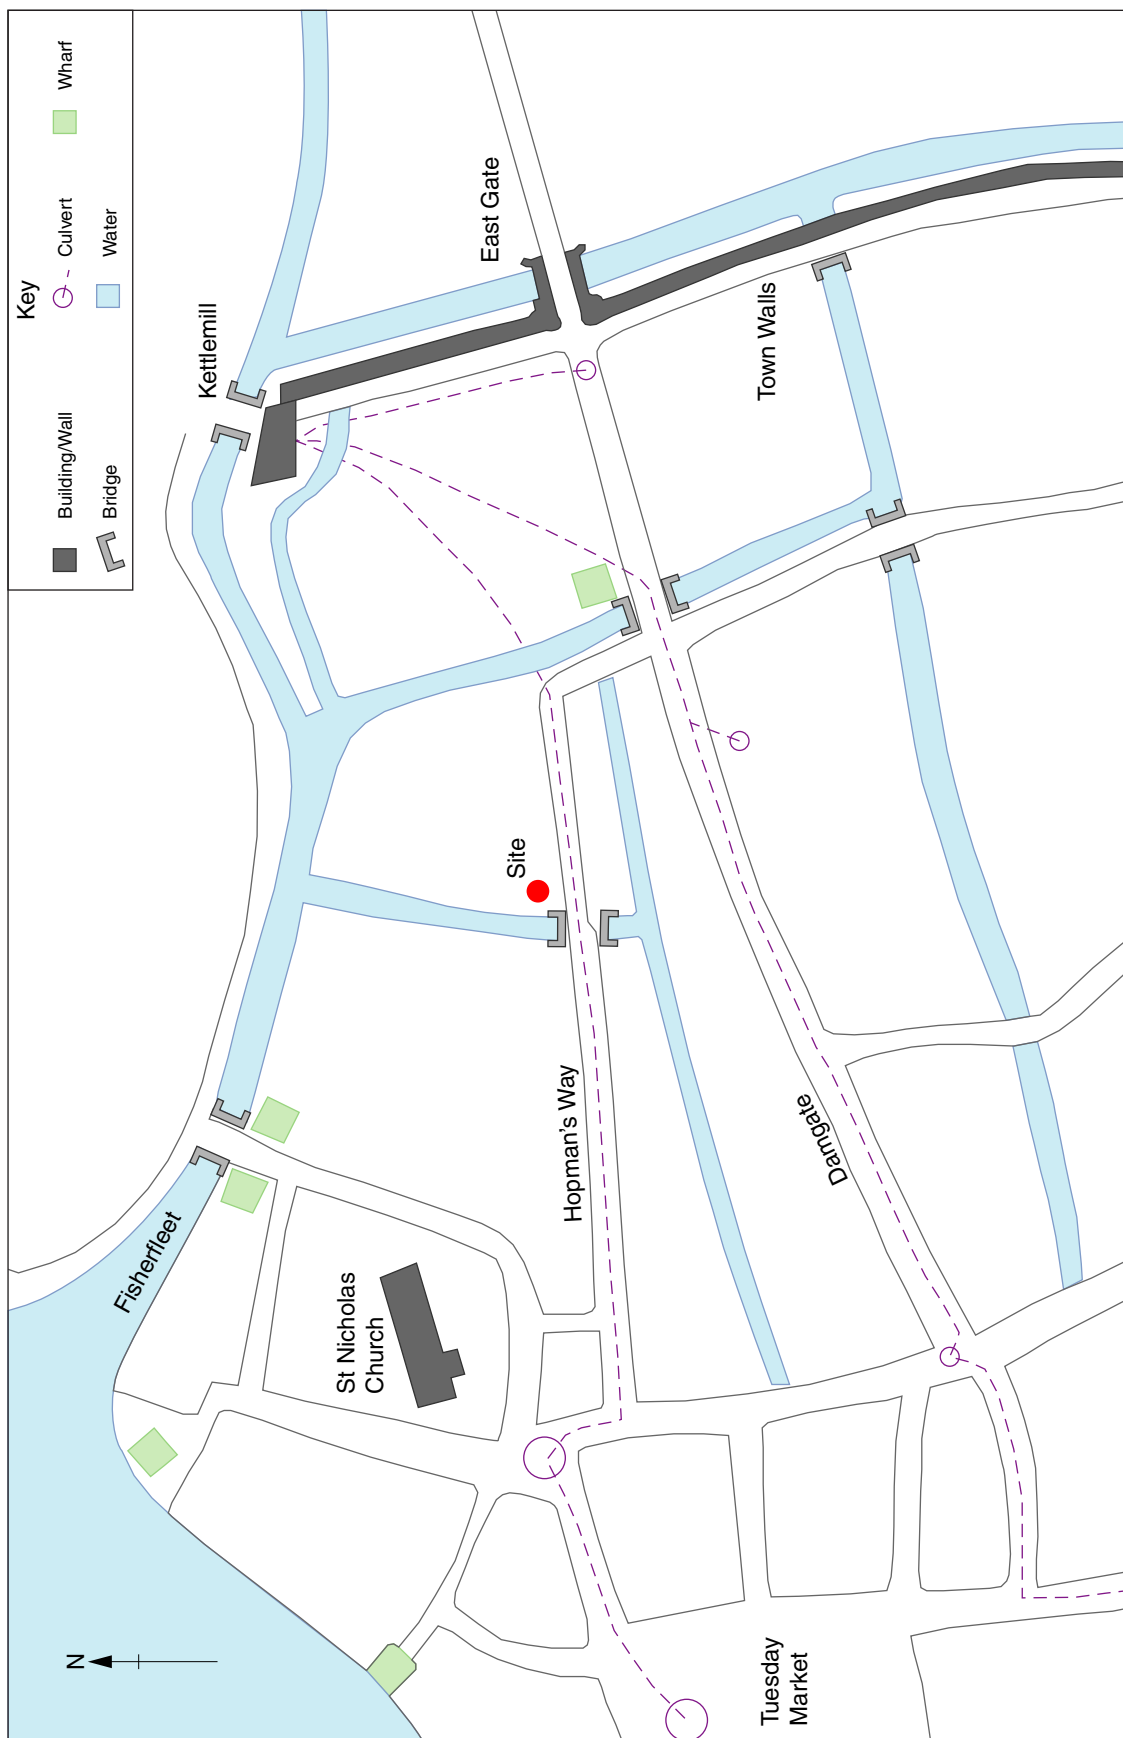 Key
Building/Wall
Culvert
Wharf
Bridge
Water
N
Kettlemill
East Gate
Town Walls
Site
Hopman's Way
Damgate
Fisherfleet
St Nicholas
Church
Tuesday
Market